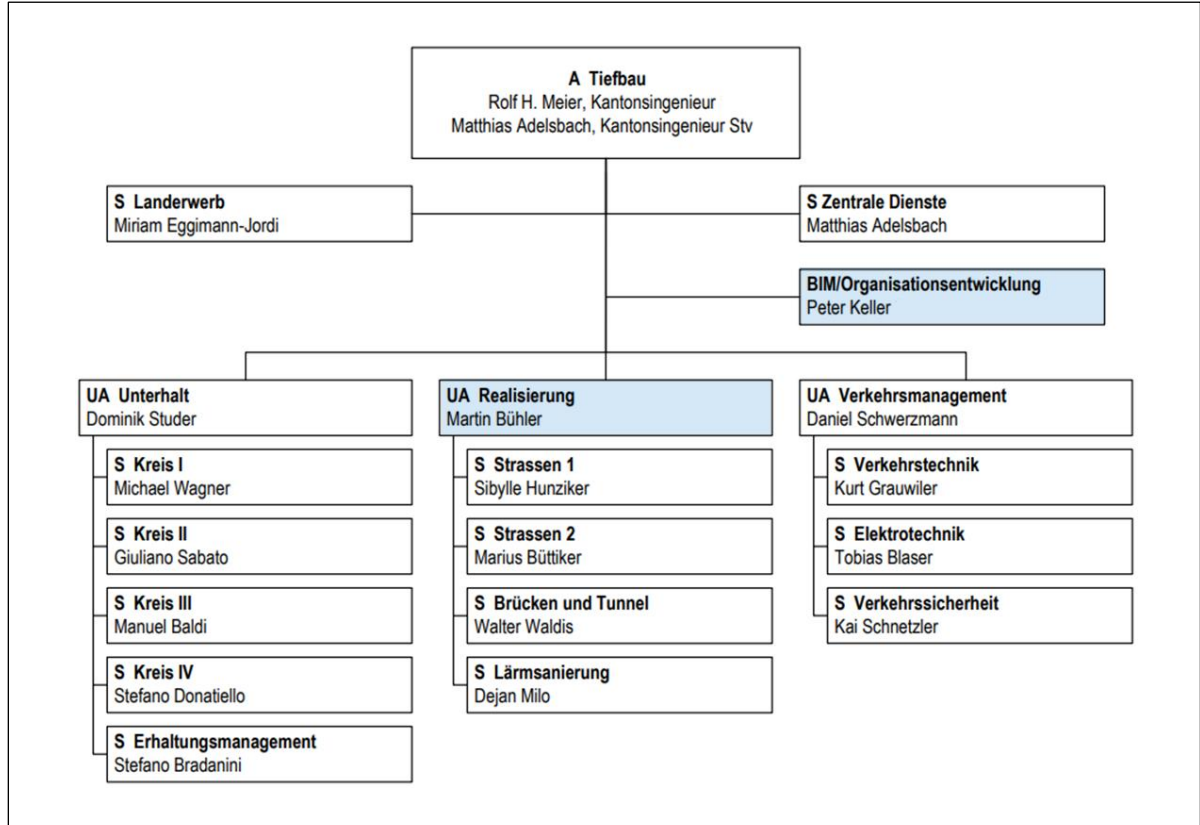 A Tiefbau
Rolf H. Meier, Kantonsingenieur
Matthias Adelsbach, Kantonsingenieur Stv
S Landerwerb
Miriam Eggimann-Jordi
S Zentrale Dienste
Matthias Adelsbach
BIM/Organisationsentwicklung
Peter Keller
UA Unterhalt
Dominik Studer
S Kreis I
Michael Wagner
S Kreis II
Giuliano Sabato
S Kreis III
Manuel Baldi
S Kreis IV
Stefano Donatiello
S Erhaltungsmanagement
Stefano Bradanini
UA Realisierung
Martin Bühler
S Strassen 1
Sibylle Hunziker
S Strassen 2
Marius Büttiker
S Brücken und Tunnel
Walter Waldis
S Lärmsanierung
Dejan Milo
UA Verkehrsmanagement
Daniel Schwerzmann
S Verkehrstechnik
Kurt Grauwiler
S Elektrotechnik
Tobias Blaser
S Verkehrssicherheit
Kai Schnetzler